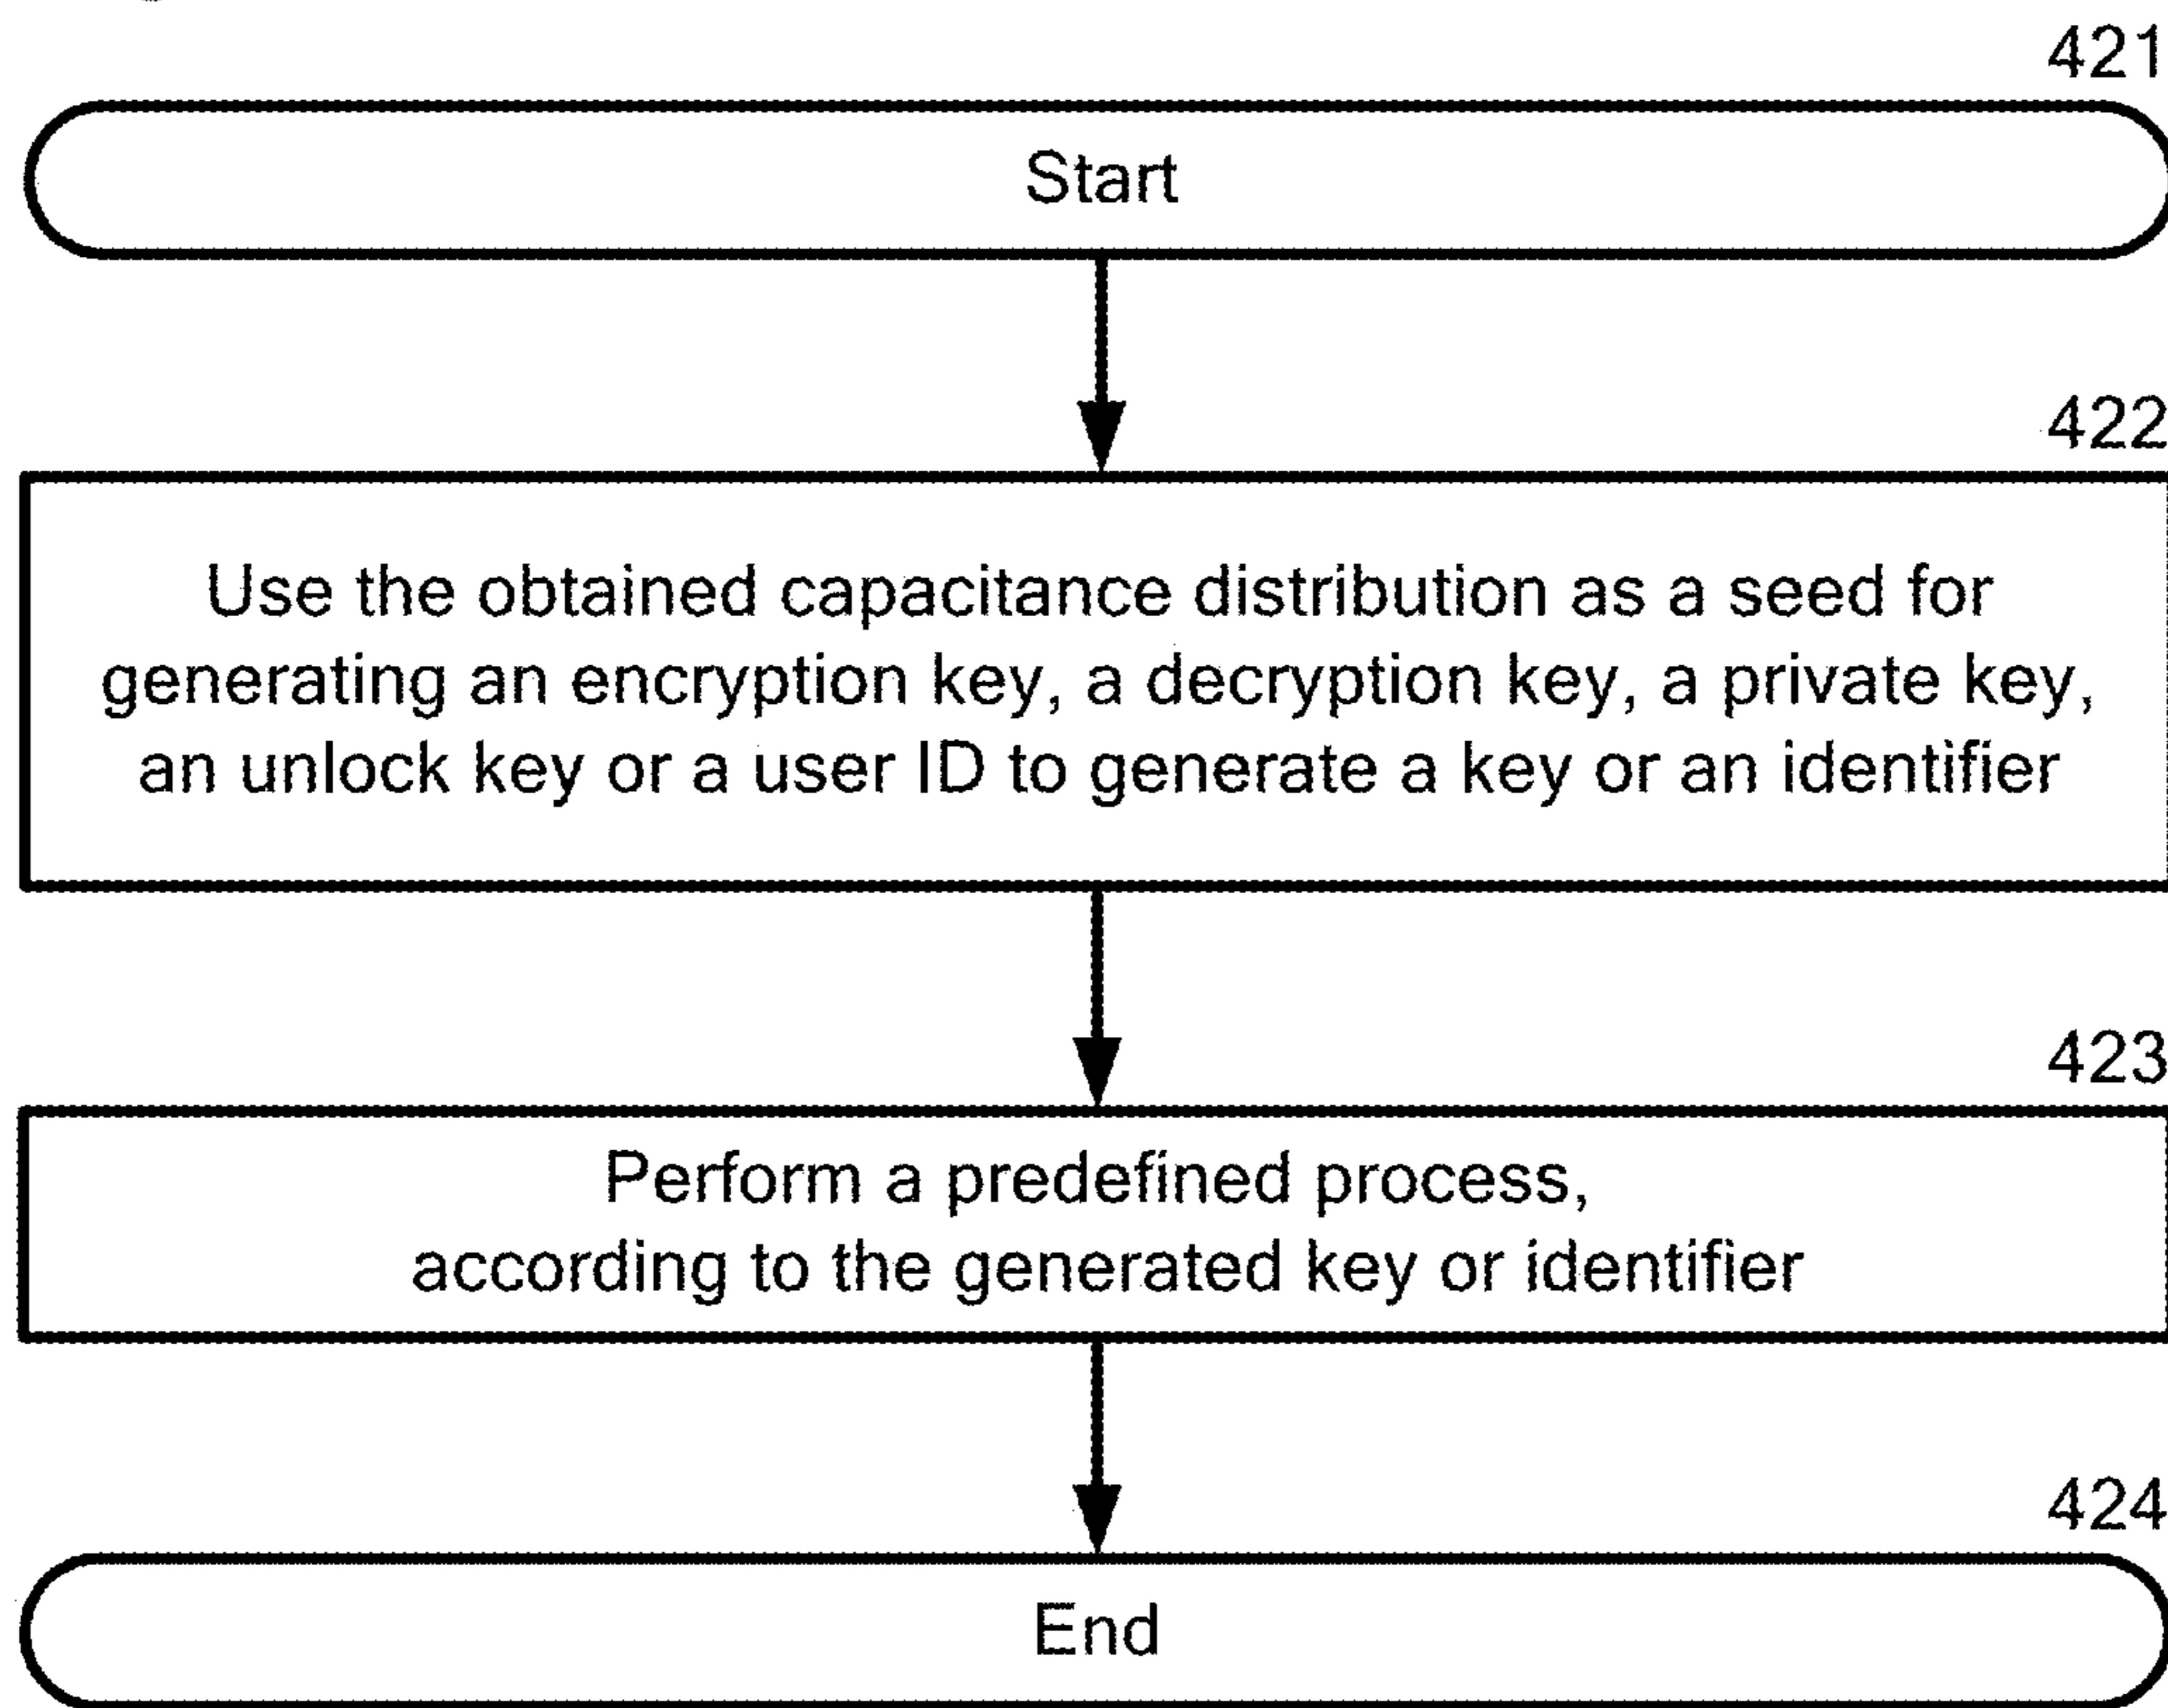 421
Start
422
Use the obtained capacitance distribution as a seed for
generating an encryption key, a decryption key, a private key,
an unlock key or a user ID to generate a key or an identifier
423
Perform a predefined process,
according to the generated key or identifier
424
End